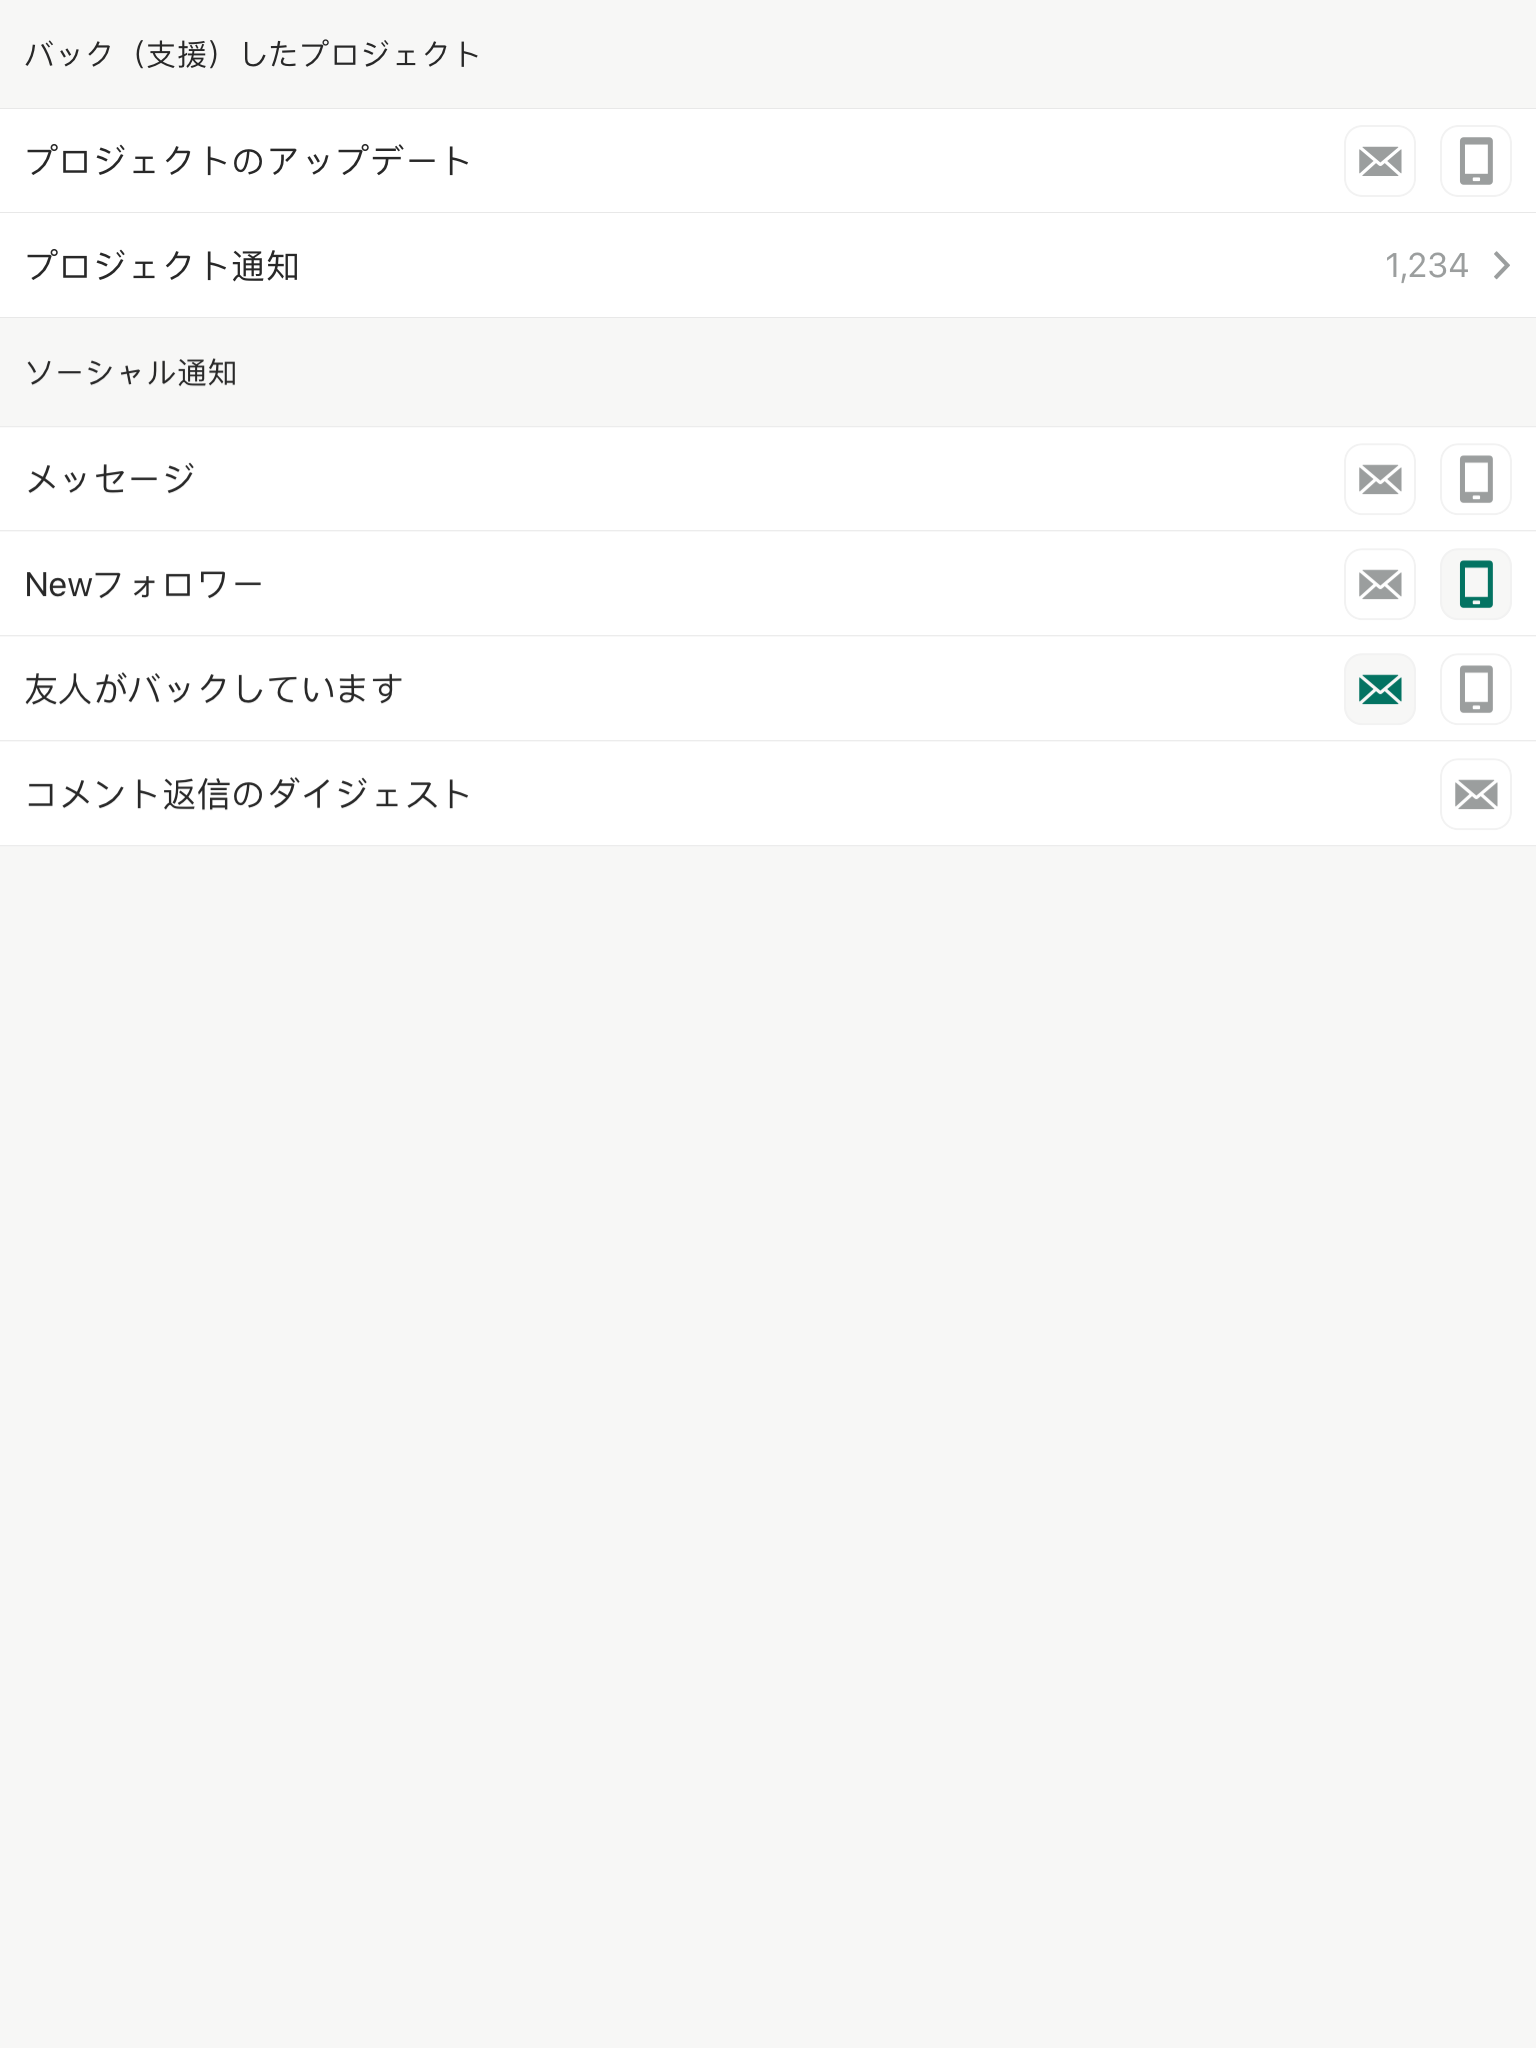 バック（支援）したプロジェクト
プロジェクトのアップデート
プロジェクト通知 1,234
ソーシャル通知
メッセージ
Newフォロワー
友人がバックしています
コメント返信のダイジェスト